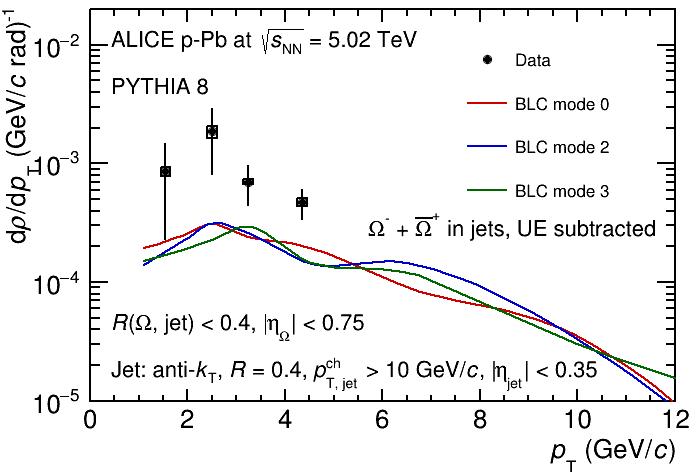 ALICE p-Pb at √s_NN = 5.02 TeV
PYTHIA 8
Data
BLC mode 0
BLC mode 2
BLC mode 3
Ω⁻ + Ω̅⁺ in jets, UE subtracted
R(Ω, jet) < 0.4, |η_Ω| < 0.75
Jet: anti-k_T, R = 0.4, p_T, jet^ch > 10 GeV/c, |η_jet| < 0.35
dρ/dp_T (GeV/c rad)⁻¹
10⁻²
10⁻³
10⁻⁴
10⁻⁵
0 2 4 6 8 10 12
p_T (GeV/c)